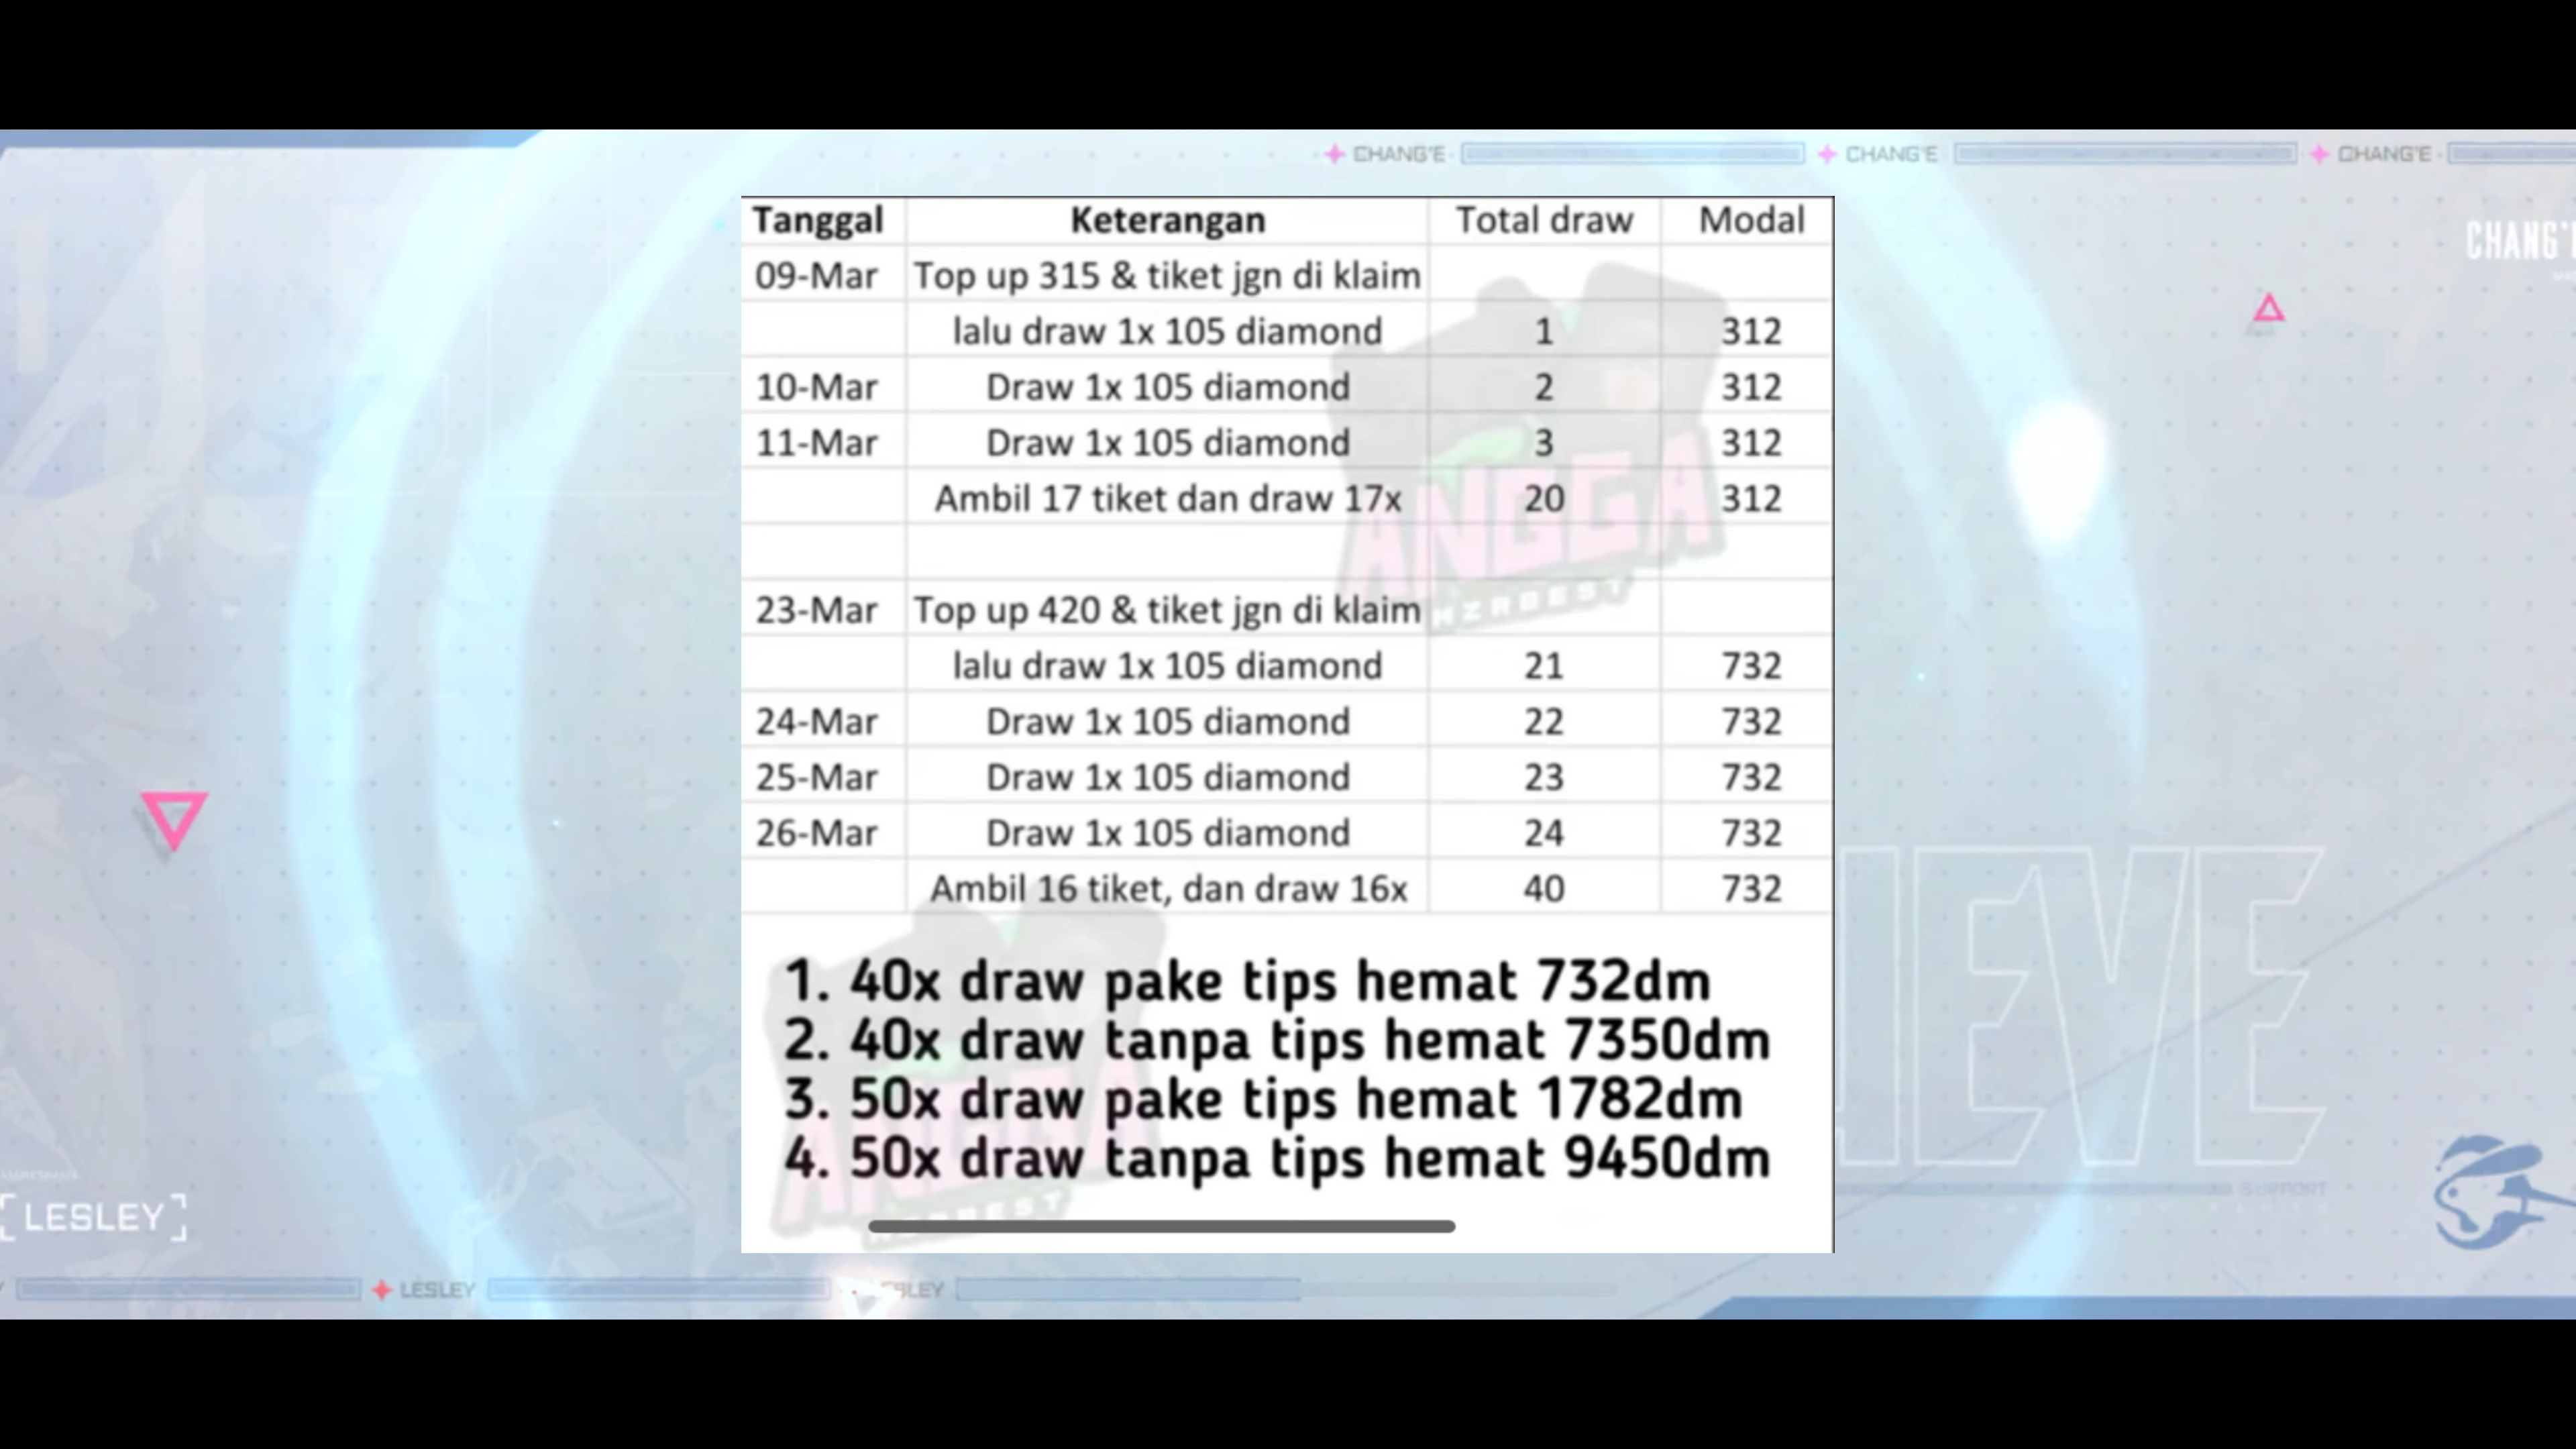 CHANG'E CHANG'E CHANG'E
Tanggal Keterangan Total draw Modal
09-Mar Top up 315 & tiket jgn di klaim
lalu draw 1x 105 diamond 1 312
10-Mar Draw 1x 105 diamond 2 312
11-Mar Draw 1x 105 diamond 3 312
Ambil 17 tiket dan draw 17x 20 312
ANGGA
MZRBEST
23-Mar Top up 420 & tiket jgn di klaim
lalu draw 1x 105 diamond 21 732
24-Mar Draw 1x 105 diamond 22 732
25-Mar Draw 1x 105 diamond 23 732
26-Mar Draw 1x 105 diamond 24 732
Ambil 16 tiket, dan draw 16x 40 732
1. 40x draw pake tips hemat 732dm
2. 40x draw tanpa tips hemat 7350dm
3. 50x draw pake tips hemat 1782dm
4. 50x draw tanpa tips hemat 9450dm
ANGGA
MZRBEST
SUPPORT
[LESLEY]
LESLEY